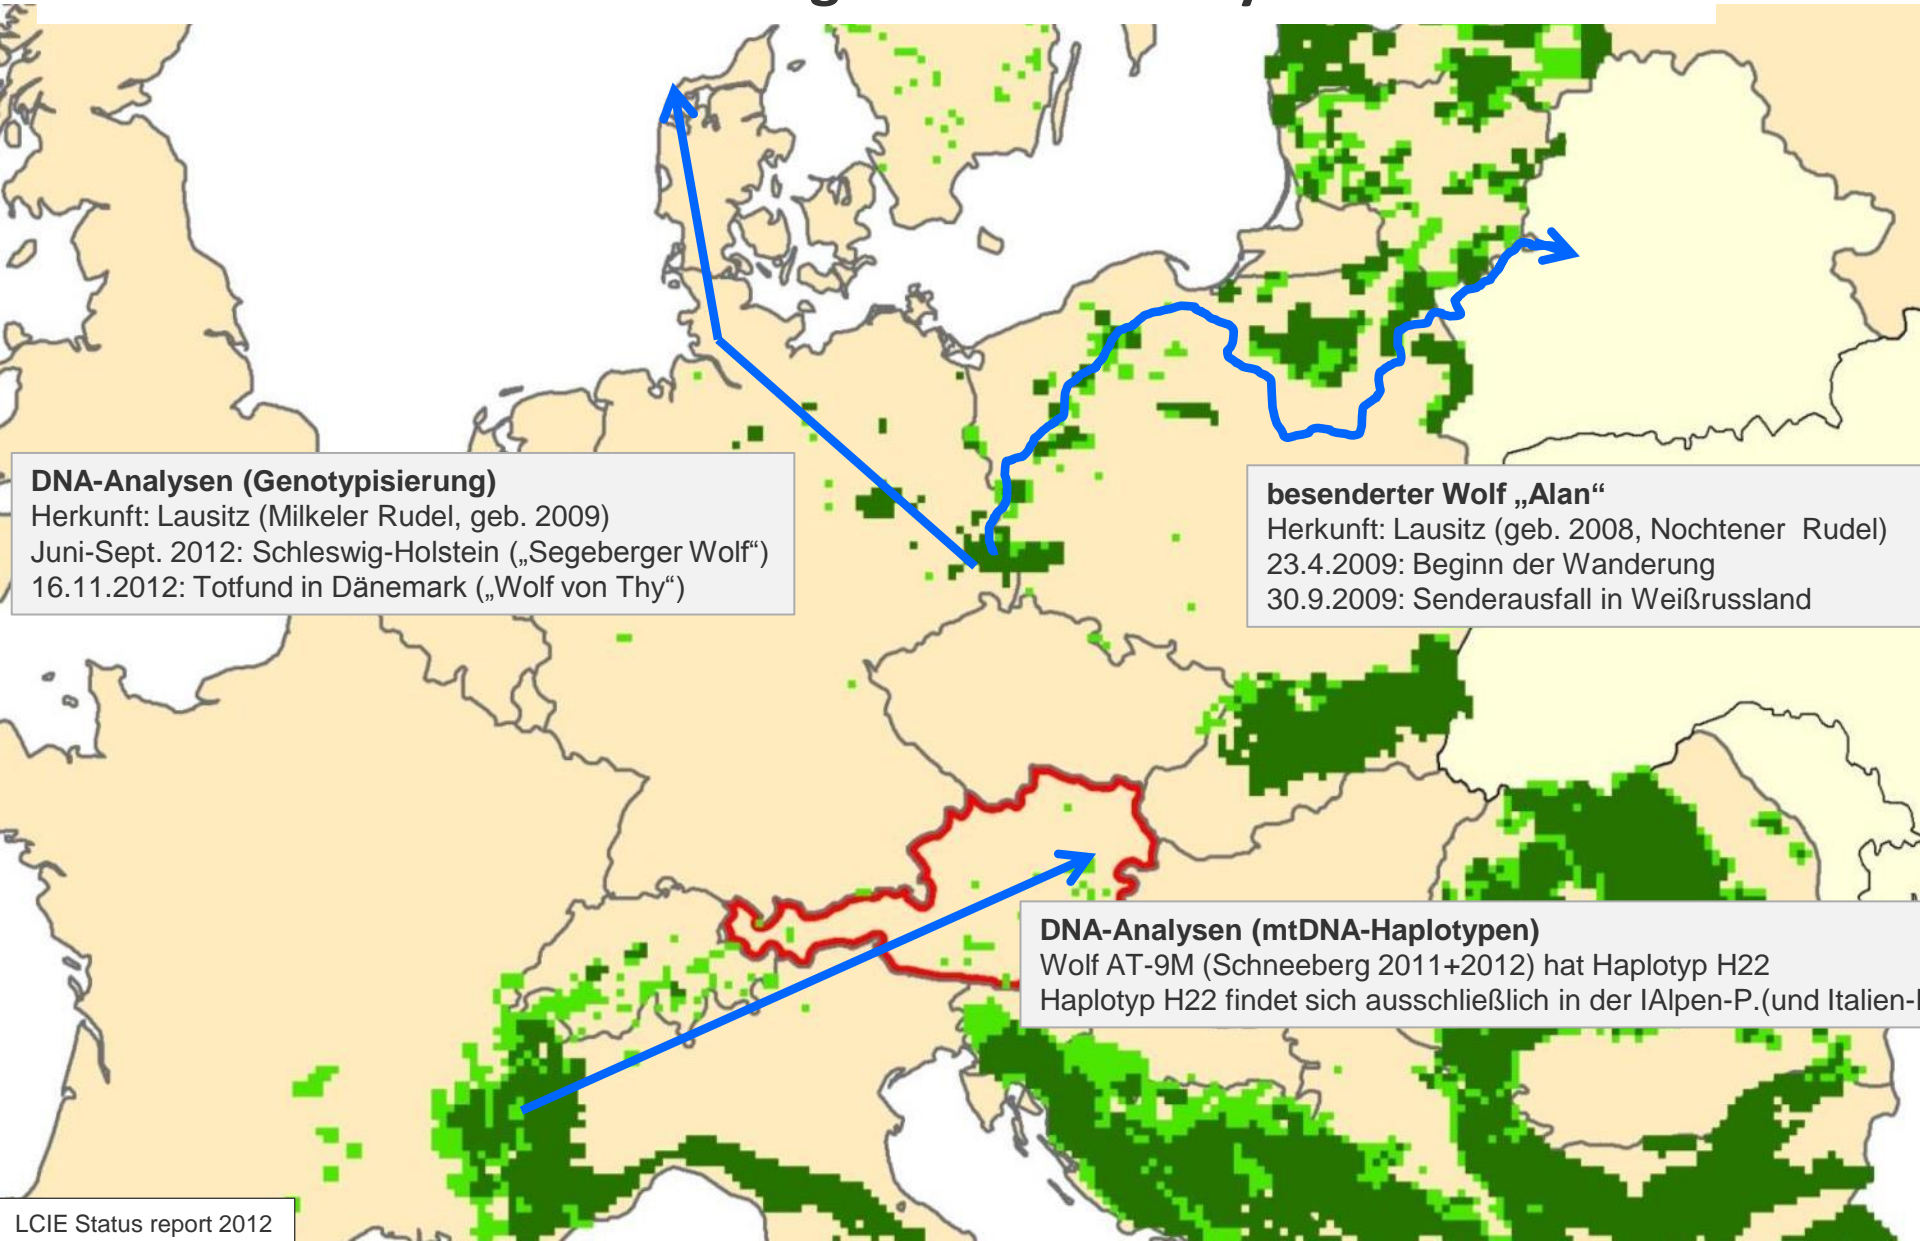 DNA-Analysen (Genotypisierung)
Herkunft: Lausitz (Milkeler Rudel, geb. 2009)
Juni-Sept. 2012: Schleswig-Holstein („Segeberger Wolf“)
16.11.2012: Totfund in Dänemark („Wolf von Thy“)
besenderter Wolf „Alan“
Herkunft: Lausitz (geb. 2008, Nochtener Rudel)
23.4.2009: Beginn der Wanderung
30.9.2009: Senderausfall in Weißrussland
DNA-Analysen (mtDNA-Haplotypen)
Wolf AT-9M (Schneeberg 2011+2012) hat Haplotyp H22
Haplotyp H22 findet sich ausschließlich in der IAlpen-P.(und Italien-
LCIE Status report 2012